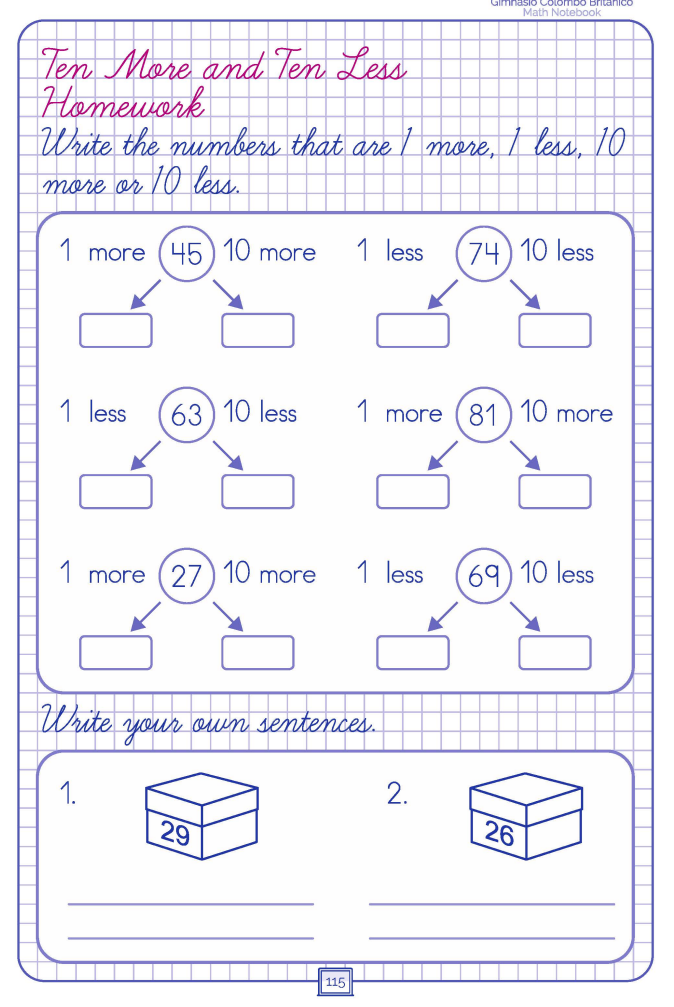 Gimnasio Colombo Británico
Math Notebook
Ten More and Ten Less
Homework
Write the numbers that are 1 more, 1 less, 10
more or 10 less.
1 more 45 10 more 1 less 74 10 less
1 less 63 10 less 1 more 81 10 more
1 more 27 10 more 1 less 69 10 less
Write your own sentences.
1. 2.
29 26
115